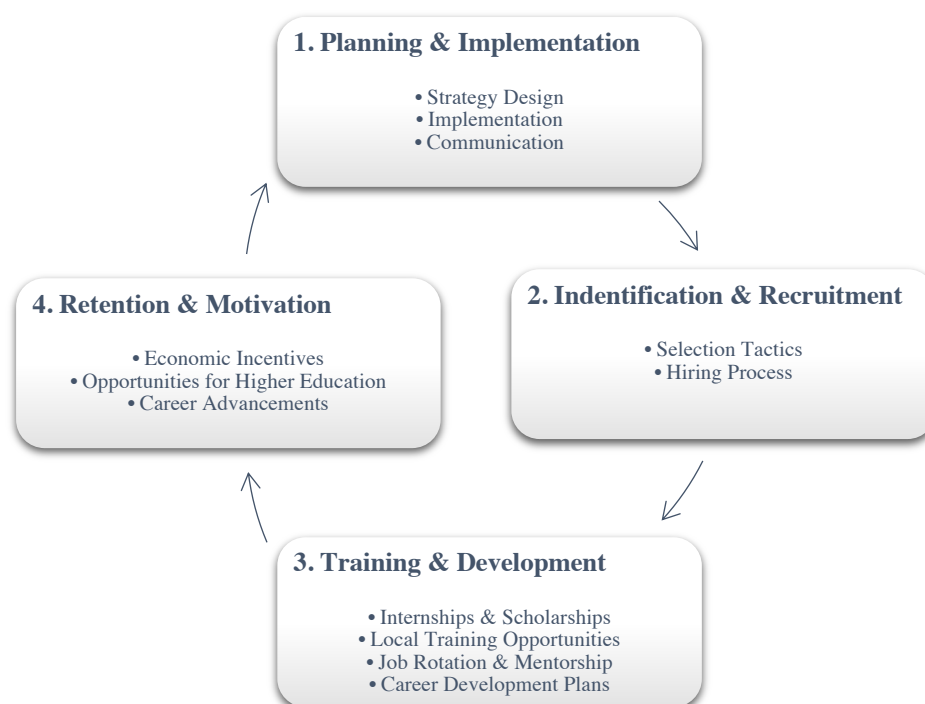 1. Planning & Implementation
• Strategy Design
• Implementation
• Communication
2. Indentification & Recruitment
• Selection Tactics
• Hiring Process
3. Training & Development
• Internships & Scholarships
• Local Training Opportunities
• Job Rotation & Mentorship
• Career Development Plans
4. Retention & Motivation
• Economic Incentives
• Opportunities for Higher Education
• Career Advancements